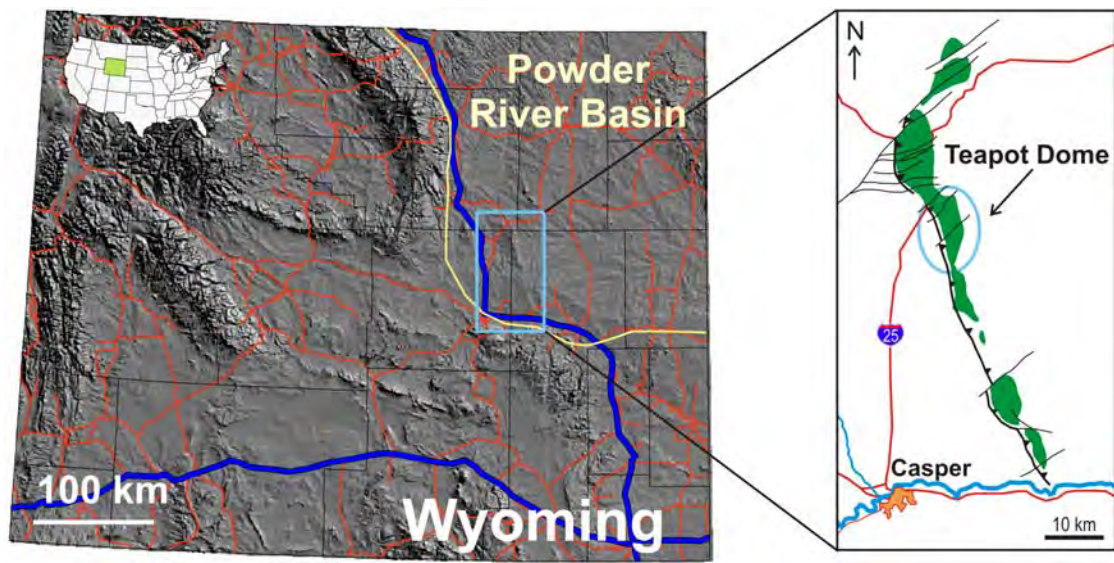 Powder
River Basin
100 km
Wyoming
N
Teapot Dome
25
Casper
10 km